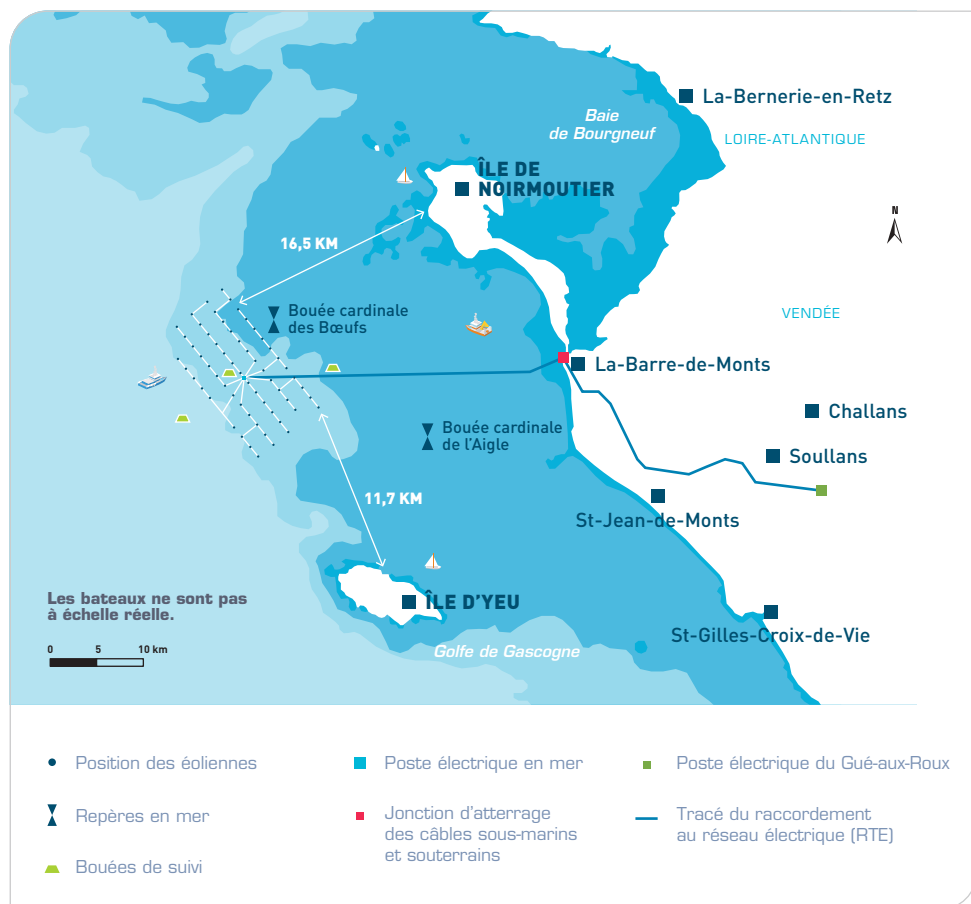 La-Bernerie-en-Retz
Baie
de Bourgneuf
LOIRE-ATLANTIQUE
ÎLE DE
NOIRMOUTIER
N
16,5 KM
Bouée cardinale
des Bœufs
VENDÉE
La-Barre-de-Monts
Challans
Bouée cardinale
de l'Aigle
Soullans
11,7 KM
St-Jean-de-Monts
Les bateaux ne sont pas
à échelle réelle.
ÎLE D'YEU
St-Gilles-Croix-de-Vie
Golfe de Gascogne
0 5 10 km
Position des éoliennes
Repères en mer
Bouées de suivi
Poste électrique en mer
Jonction d'atterrage
des câbles sous-marins
et souterrains
Poste électrique du Gué-aux-Roux
Tracé du raccordement
au réseau électrique (RTE)